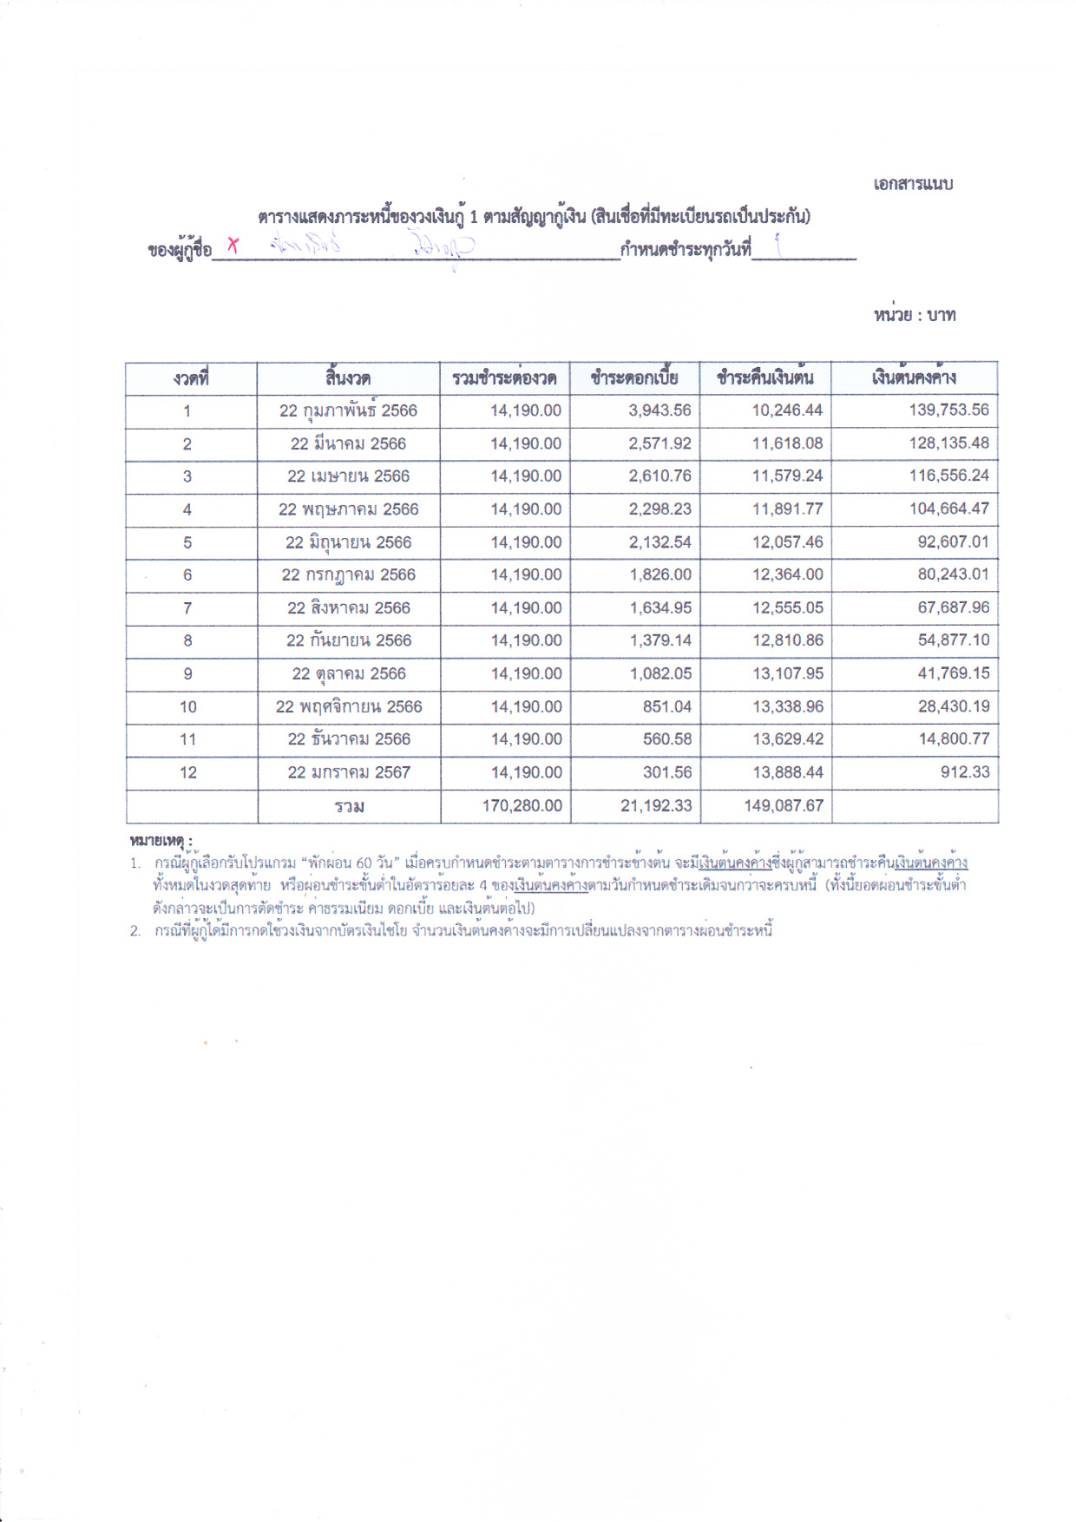 เอกสารแนบ
ตารางแสดงภาระหนี้ของวงเงินกู้ 1 ตามสัญญากู้เงิน (สินเชื่อที่มีทะเบียนรถเป็นประกัน)
ของผู้กู้ชื่อ x กำหนดชำระทุกวันที่
หน่วย : บาท
งวดที่ สิ้นงวด รวมชำระต่องวด ชำระดอกเบี้ย ชำระคืนเงินต้น เงินต้นคงค้าง
1 22 กุมภาพันธ์ 2566 14,190.00 3,943.56 10,246.44 139,753.56
2 22 มีนาคม 2566 14,190.00 2,571.92 11,618.08 128,135.48
3 22 เมษายน 2566 14,190.00 2,610.76 11,579.24 116,556.24
4 22 พฤษภาคม 2566 14,190.00 2,298.23 11,891.77 104,664.47
5 22 มิถุนายน 2566 14,190.00 2,132.54 12,057.46 92,607.01
6 22 กรกฎาคม 2566 14,190.00 1,826.00 12,364.00 80,243.01
7 22 สิงหาคม 2566 14,190.00 1,634.95 12,555.05 67,687.96
8 22 กันยายน 2566 14,190.00 1,379.14 12,810.86 54,877.10
9 22 ตุลาคม 2566 14,190.00 1,082.05 13,107.95 41,769.15
10 22 พฤศจิกายน 2566 14,190.00 851.04 13,338.96 28,430.19
11 22 ธันวาคม 2566 14,190.00 560.58 13,629.42 14,800.77
12 22 มกราคม 2567 14,190.00 301.56 13,888.44 912.33
รวม 170,280.00 21,192.33 149,087.67
หมายเหตุ :
1. กรณีผู้กู้เลือกรับโปรแกรม “พักผ่อน 60 วัน” เมื่อครบกำหนดชำระตามตารางการชำระข้างต้น จะมีเงินต้นคงค้างซึ่งผู้กู้สามารถชำระคืนเงินต้นคงค้าง
ทั้งหมดในงวดสุดท้าย หรือผ่อนชำระขั้นต่ำในอัตราร้อยละ 4 ของเงินต้นคงค้างตามวันกำหนดชำระเดิมจนกว่าจะครบหนี้ (ทั้งนี้ยอดผ่อนชำระขั้นต่ำ
ดังกล่าวจะเป็นการตัดชำระ ค่าธรรมเนียม ดอกเบี้ย และเงินต้นต่อไป)
2. กรณีที่ผู้กู้ได้มีการกดใช้วงเงินจากบัตรเงินไชโย จำนวนเงินต้นคงค้างจะมีการเปลี่ยนแปลงจากตารางผ่อนชำระหนี้